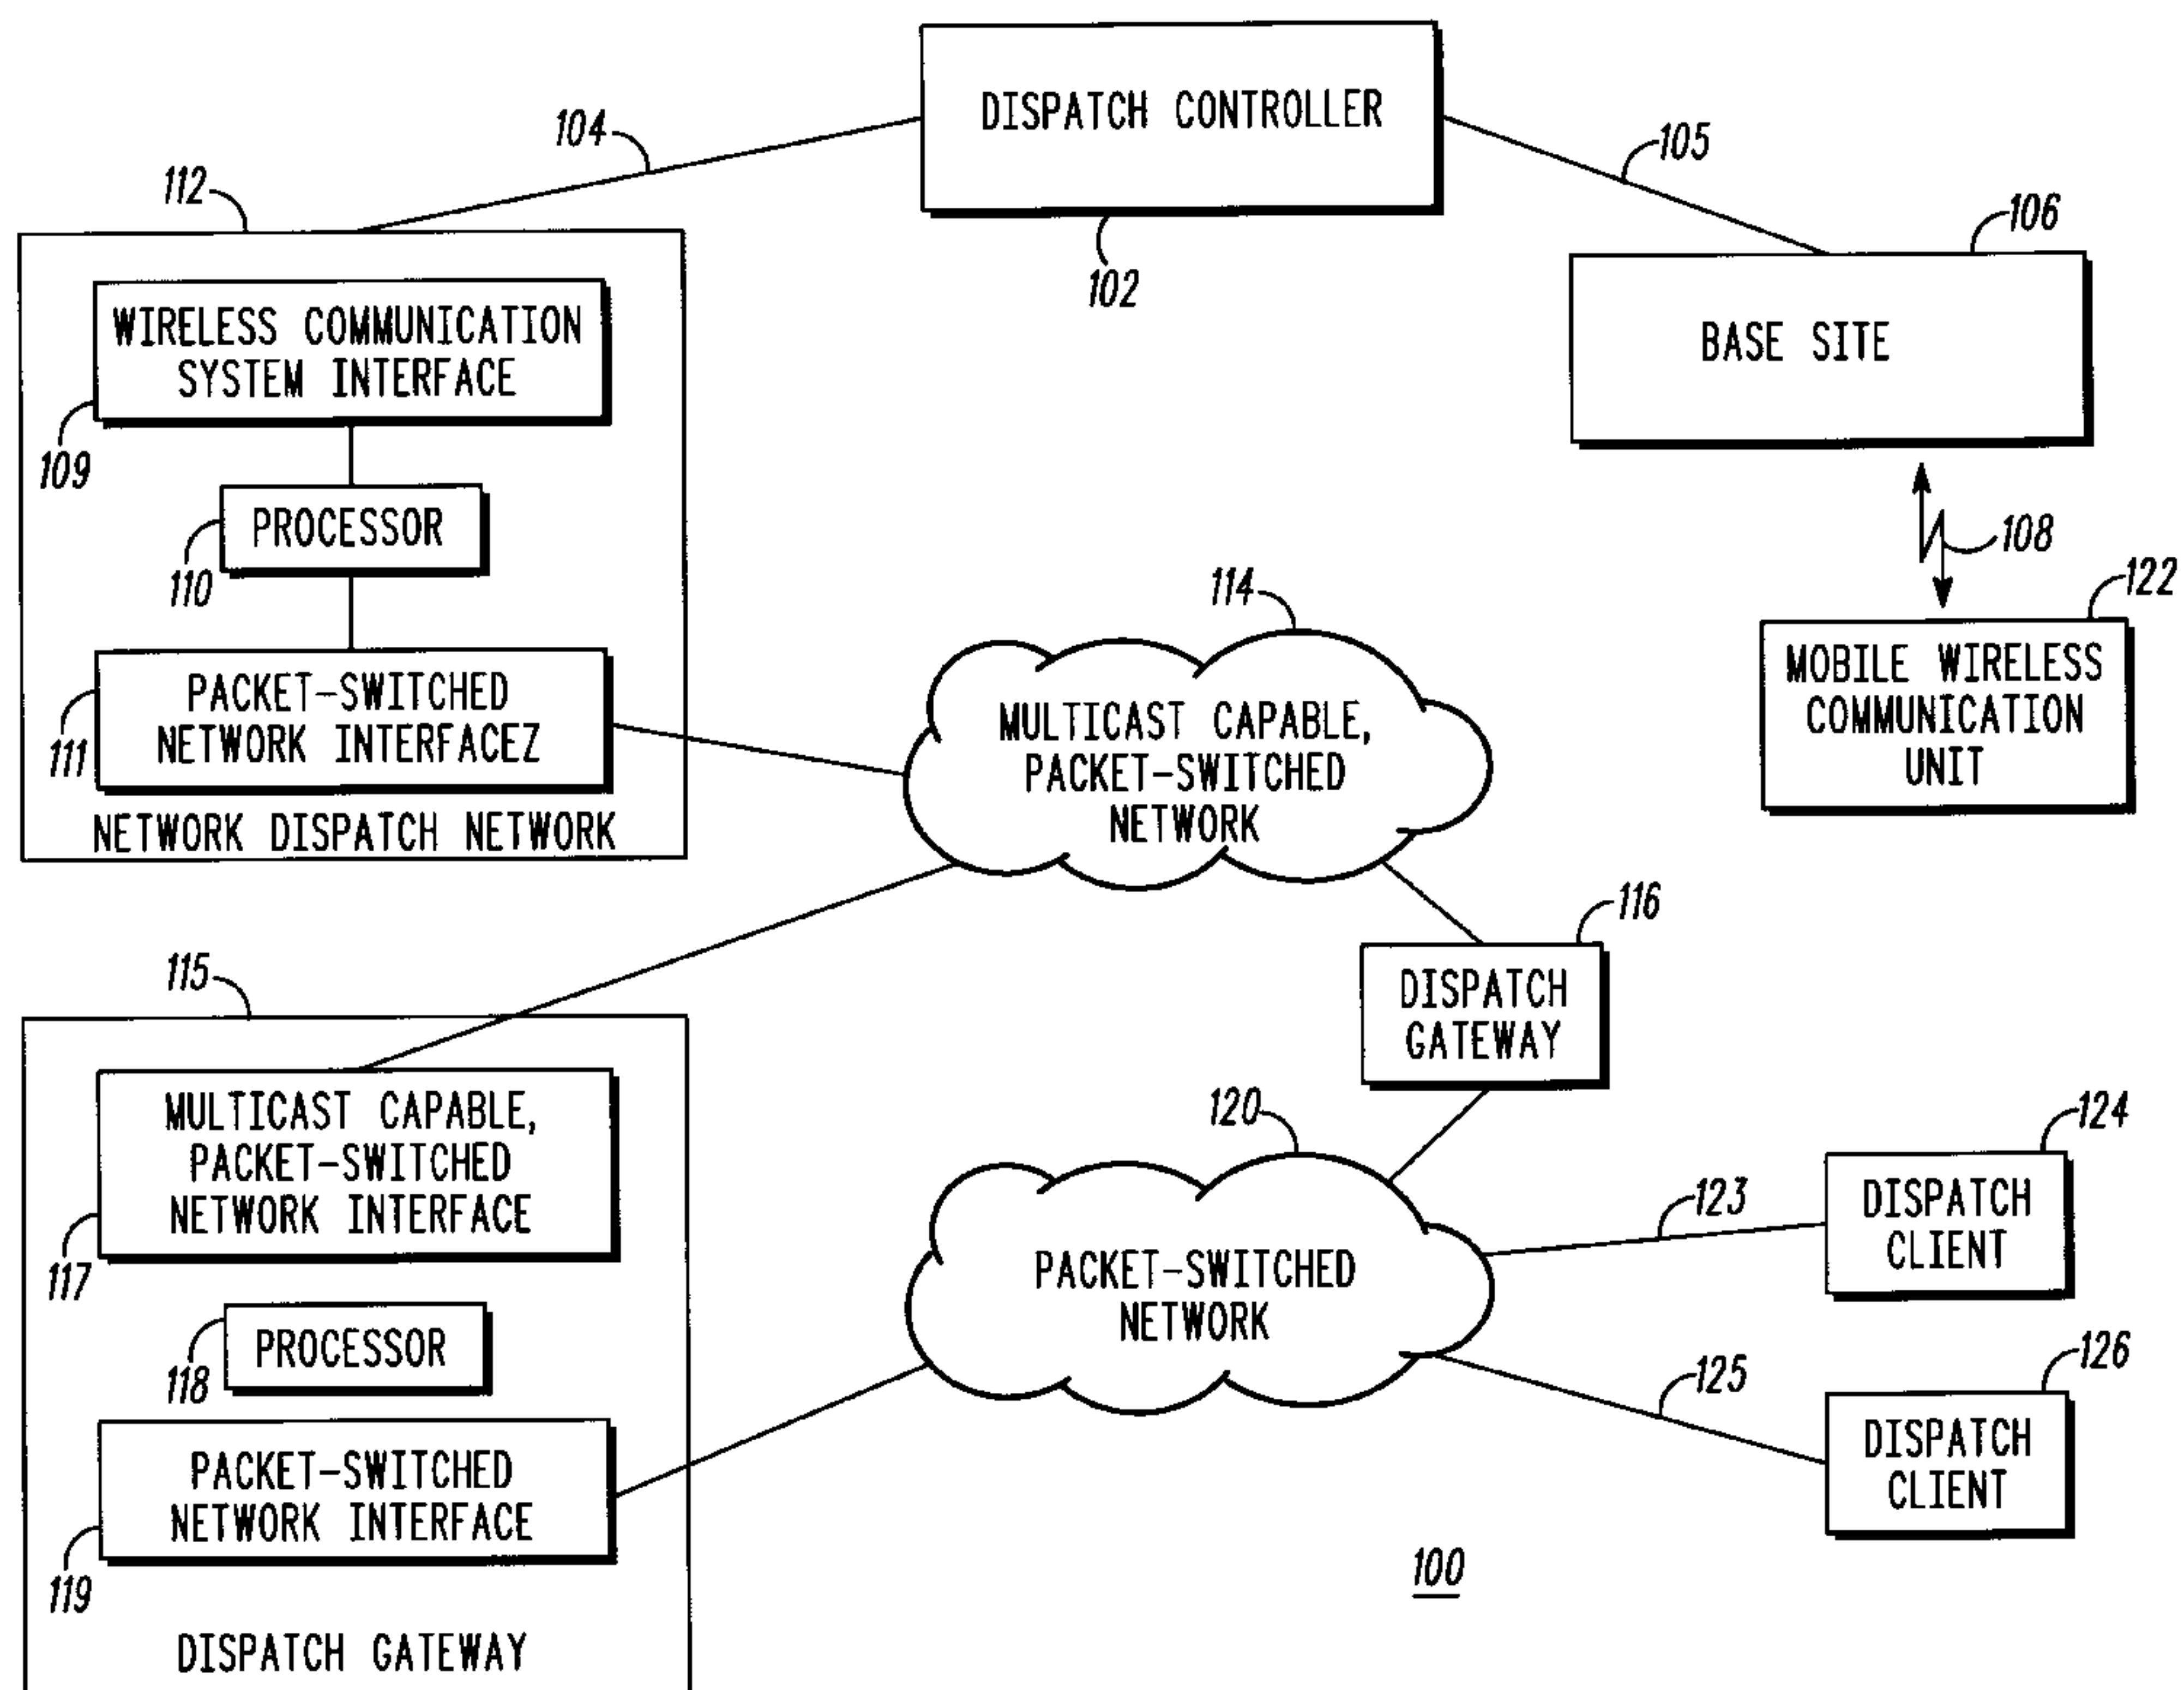 DISPATCH CONTROLLER
104
105
112
102
106
WIRELESS COMMUNICATION
SYSTEM INTERFACE
109
BASE SITE
PROCESSOR
110
108
114
122
PACKET-SWITCHED
NETWORK INTERFACEZ
111
NETWORK DISPATCH NETWORK
MULTICAST CAPABLE,
PACKET-SWITCHED
NETWORK
MOBILE WIRELESS
COMMUNICATION
UNIT
116
115
DISPATCH
GATEWAY
MULTICAST CAPABLE,
PACKET-SWITCHED
NETWORK INTERFACE
117
120
124
123
DISPATCH
CLIENT
PACKET-SWITCHED
NETWORK
PROCESSOR
118
125
126
DISPATCH
CLIENT
PACKET-SWITCHED
NETWORK INTERFACE
119
100
DISPATCH GATEWAY